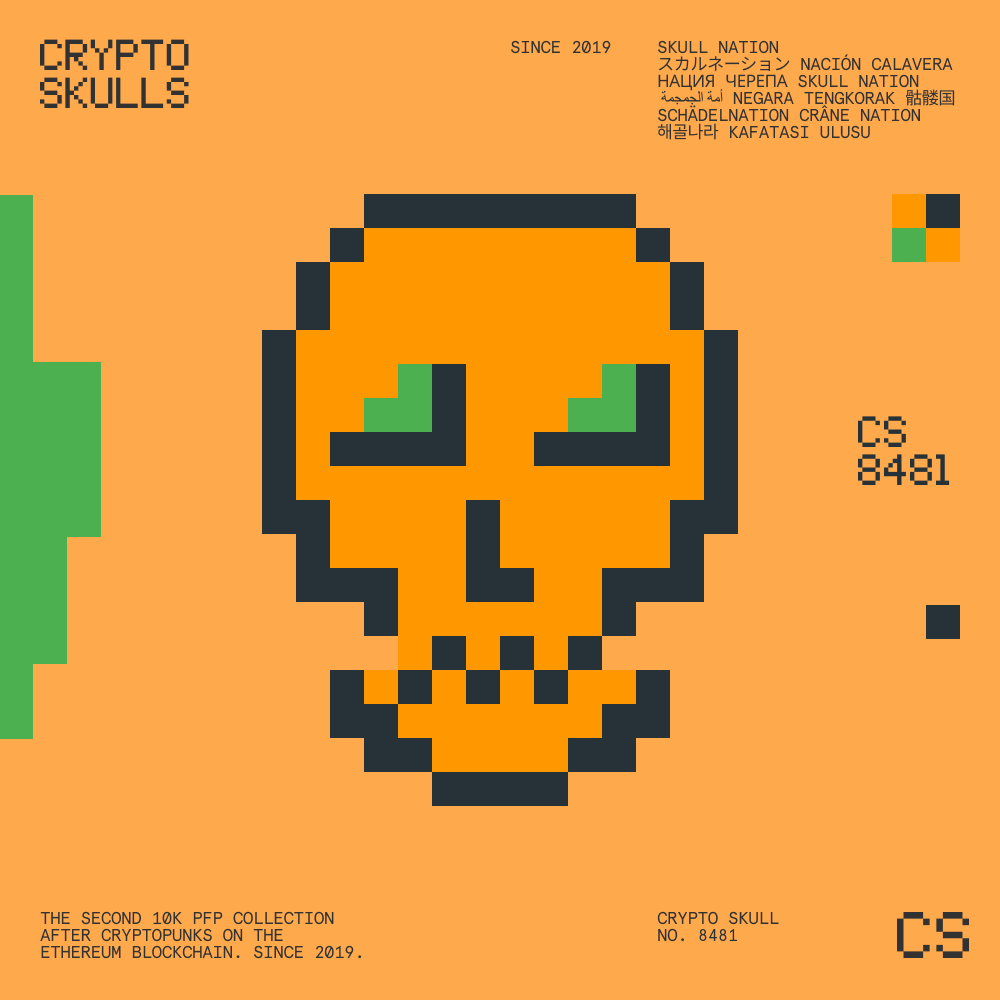 CRYPTO
SKULLS
SINCE 2019
SKULL NATION
スカルネーション NACIÓN CALAVERA
НАЦИЯ ЧЕРЕПА SKULL NATION
أمة الجمجمة NEGARA TENGKORAK 骷髅国
SCHÄDELNATION CRÂNE NATION
해골나라 KAFATASI ULUSU
CS
8481
THE SECOND 10K PFP COLLECTION
AFTER CRYPTOPUNKS ON THE
ETHEREUM BLOCKCHAIN. SINCE 2019.
CRYPTO SKULL
NO. 8481
CS